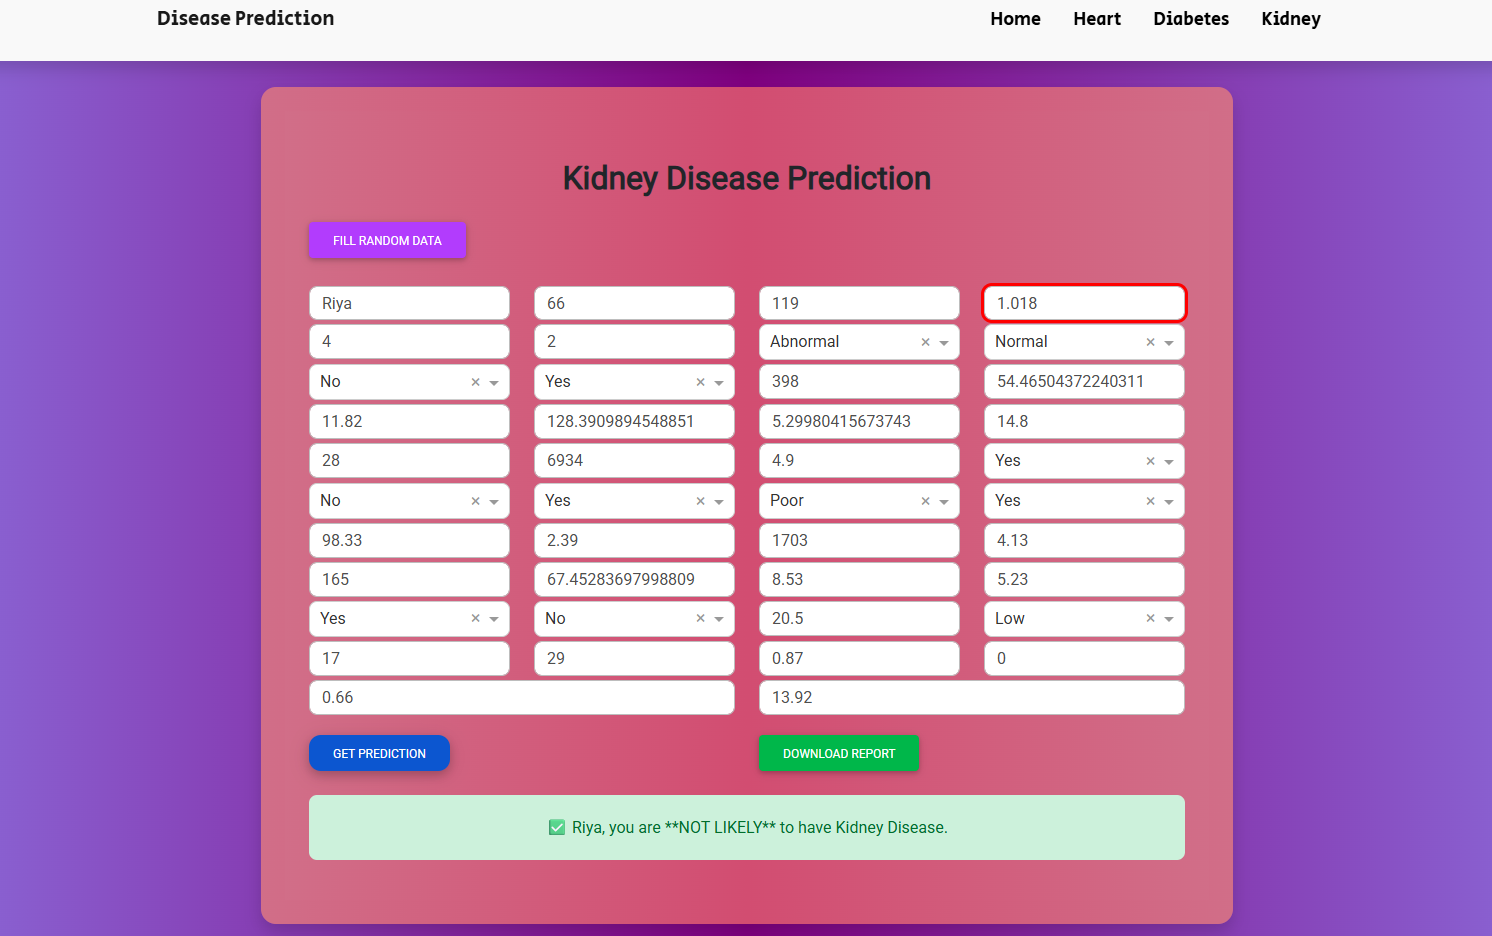 Disease Prediction Home Heart Diabetes Kidney
Kidney Disease Prediction
FILL RANDOM DATA
Riya 66 119 1.018
4 2 Abnormal × Normal ×
No × Yes × 398 54.46504372240311
11.82 128.3909894548851 5.29980415673743 14.8
28 6934 4.9 Yes ×
No × Yes × Poor × Yes ×
98.33 2.39 1703 4.13
165 67.45283697998809 8.53 5.23
Yes × No × 20.5 Low ×
17 29 0.87 0
0.66 13.92
GET PREDICTION DOWNLOAD REPORT
✅ Riya, you are **NOT LIKELY** to have Kidney Disease.